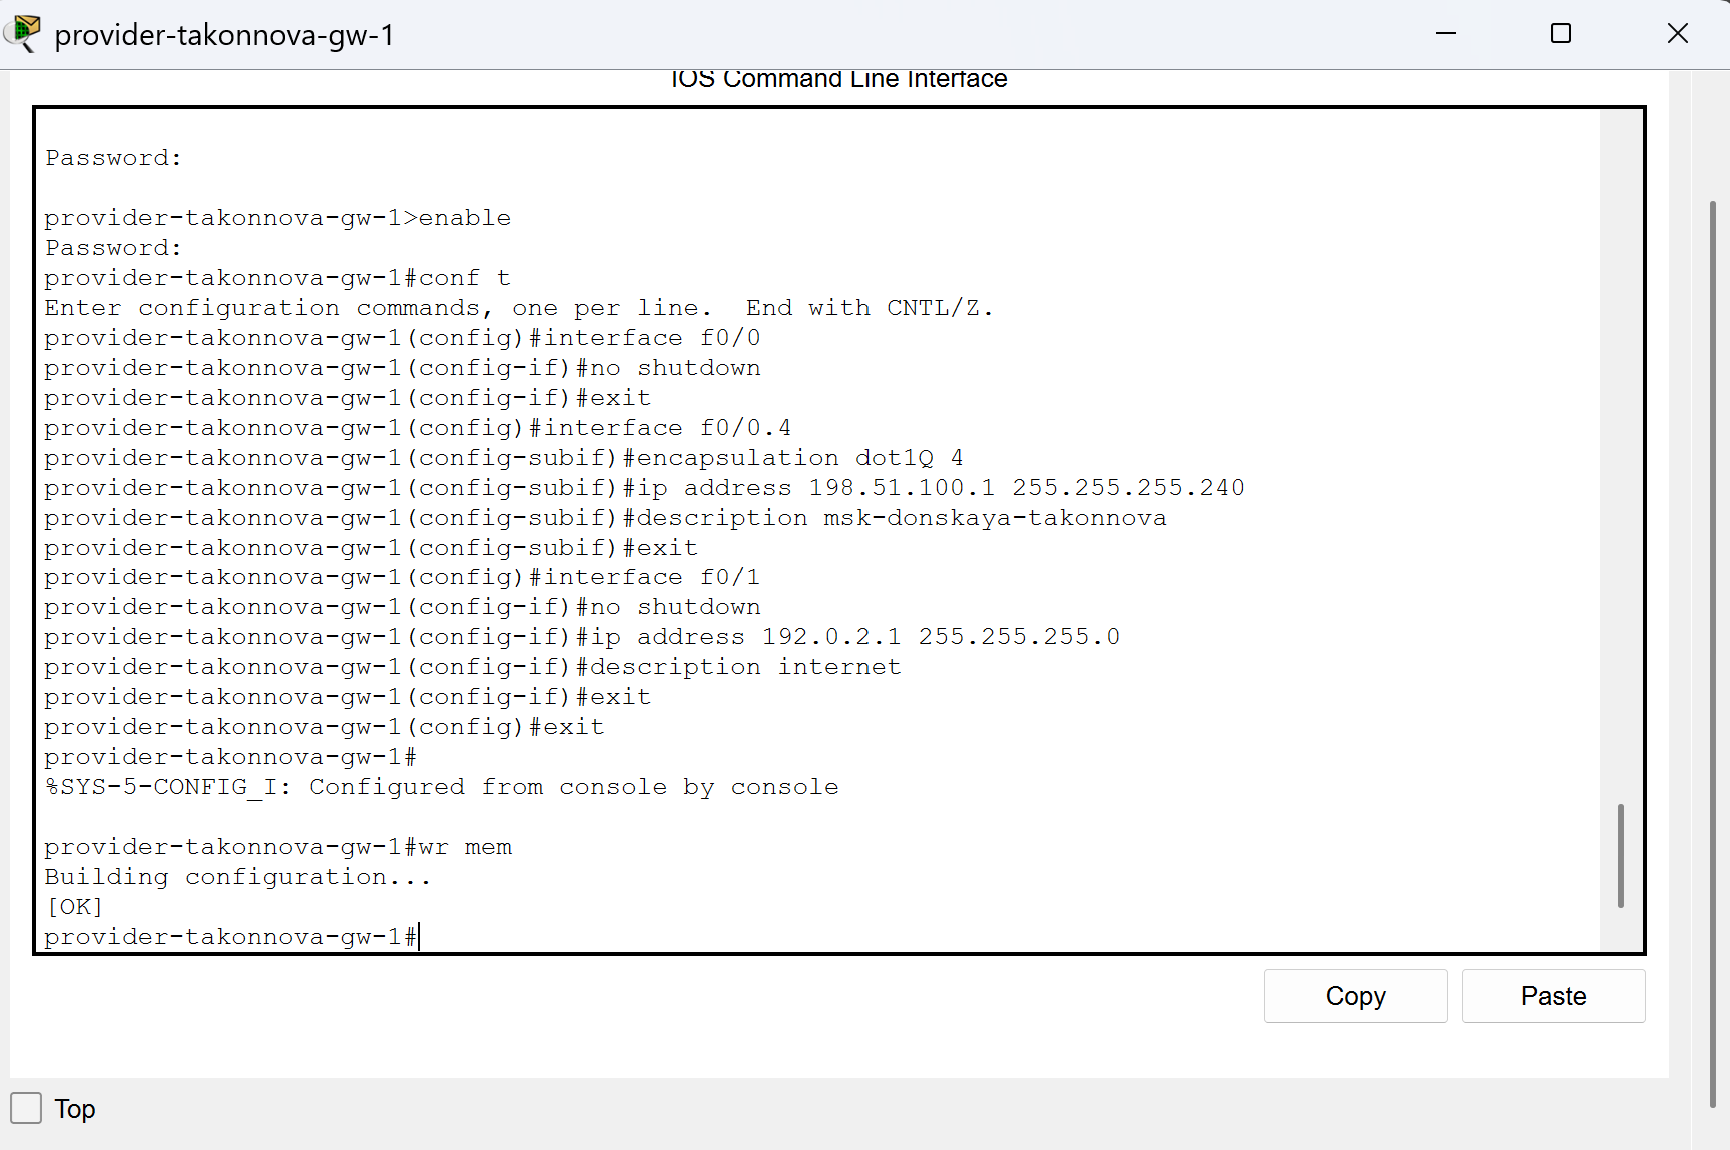 provider-takonnova-gw-1
IOS Command Line Interface
Password:
provider-takonnova-gw-1>enable
Password:
provider-takonnova-gw-1#conf t
Enter configuration commands, one per line.  End with CNTL/Z.
provider-takonnova-gw-1(config)#interface f0/0
provider-takonnova-gw-1(config-if)#no shutdown
provider-takonnova-gw-1(config-if)#exit
provider-takonnova-gw-1(config)#interface f0/0.4
provider-takonnova-gw-1(config-subif)#encapsulation dot1Q 4
provider-takonnova-gw-1(config-subif)#ip address 198.51.100.1 255.255.255.240
provider-takonnova-gw-1(config-subif)#description msk-donskaya-takonnova
provider-takonnova-gw-1(config-subif)#exit
provider-takonnova-gw-1(config)#interface f0/1
provider-takonnova-gw-1(config-if)#no shutdown
provider-takonnova-gw-1(config-if)#ip address 192.0.2.1 255.255.255.0
provider-takonnova-gw-1(config-if)#description internet
provider-takonnova-gw-1(config-if)#exit
provider-takonnova-gw-1(config)#exit
provider-takonnova-gw-1#
%SYS-5-CONFIG_I: Configured from console by console
provider-takonnova-gw-1#wr mem
Building configuration...
[OK]
provider-takonnova-gw-1#
Copy
Paste
Top